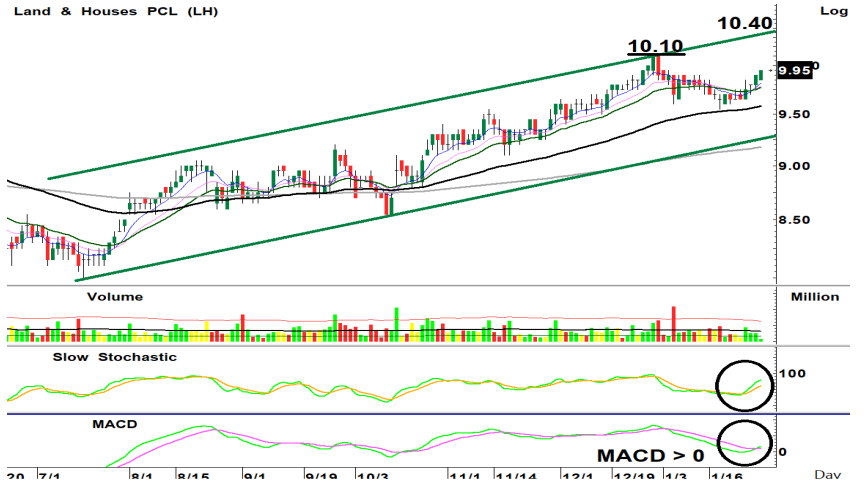 Land & Houses PCL (LH)
Log
10.40
10.10
9.95
9.50
9.00
8.50
Volume
Million
Slow Stochastic
100
MACD
MACD > 0
0
20 7/1 8/1 8/15 9/1 9/19 10/3 11/1 11/14 12/1 12/19 1/3 1/16 Day